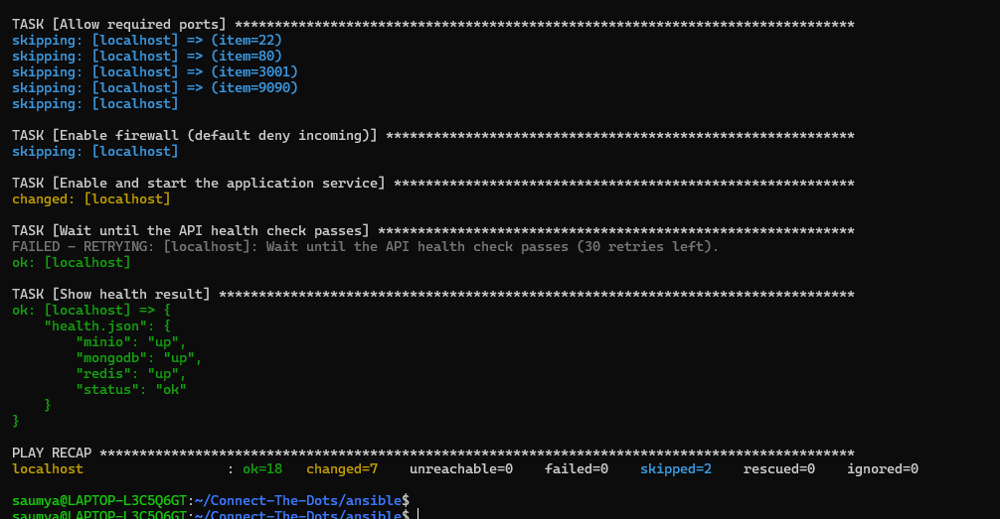 TASK [Allow required ports] ******************************************************************************
skipping: [localhost] => (item=22)
skipping: [localhost] => (item=80)
skipping: [localhost] => (item=3001)
skipping: [localhost] => (item=9090)
skipping: [localhost]
TASK [Enable firewall (default deny incoming)] ***********************************************************
skipping: [localhost]
TASK [Enable and start the application service] **********************************************************
changed: [localhost]
TASK [Wait until the API health check passes] ************************************************************
FAILED - RETRYING: [localhost]: Wait until the API health check passes (30 retries left).
ok: [localhost]
TASK [Show health result] ********************************************************************************
ok: [localhost] => {
    "health.json": {
        "minio": "up",
        "mongodb": "up",
        "redis": "up",
        "status": "ok"
    }
}
PLAY RECAP ***********************************************************************************************
localhost                  : ok=18   changed=7    unreachable=0    failed=0    skipped=2    rescued=0    ignored=0
saumya@LAPTOP-L3C5Q6GT:~/Connect-The-Dots/ansible$
saumya@LAPTOP-L3C5Q6GT:~/Connect-The-Dots/ansible$